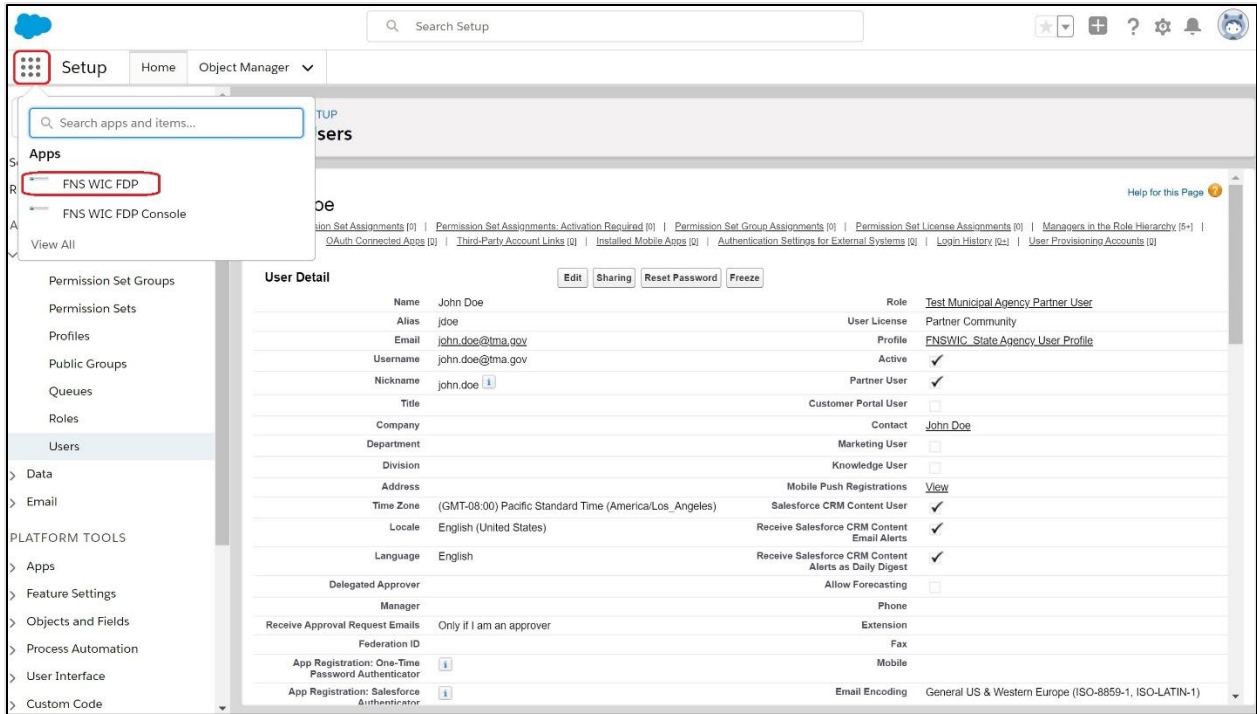 Search Setup
Setup
Home
Object Manager
Search apps and items...
Apps
FNS WIC FDP
FNS WIC FDP Console
View All
TUP
sers
Help for this Page
oe
sion Set Assignments [0] | Permission Set Assignments: Activation Required [0] | Permission Set Group Assignments [0] | Permission Set License Assignments [0] | Managers in the Role Hierarchy [5+] |
OAuth Connected Apps [0] | Third-Party Account Links [0] | Installed Mobile Apps [0] | Authentication Settings for External Systems [0] | Login History [0+] | User Provisioning Accounts [0]
Permission Set Groups
Permission Sets
Profiles
Public Groups
Queues
Roles
Users
Data
Email
PLATFORM TOOLS
Apps
Feature Settings
Objects and Fields
Process Automation
User Interface
Custom Code
User Detail
Edit Sharing Reset Password Freeze
Name John Doe
Role Test Municipal Agency Partner User
Alias jdoe
User License Partner Community
Email john.doe@tma.gov
Profile FNSWIC_State Agency User Profile
Username john.doe@tma.gov
Active ✓
Nickname john.doe i
Partner User ✓
Title
Customer Portal User
Company
Contact John Doe
Department
Marketing User
Division
Knowledge User
Address
Mobile Push Registrations View
Time Zone (GMT-08:00) Pacific Standard Time (America/Los_Angeles)
Salesforce CRM Content User ✓
Locale English (United States)
Receive Salesforce CRM Content
Email Alerts ✓
Language English
Receive Salesforce CRM Content
Alerts as Daily Digest ✓
Delegated Approver
Allow Forecasting
Manager
Phone
Receive Approval Request Emails Only if I am an approver
Extension
Federation ID
Fax
App Registration: One-Time
Password Authenticator i
Mobile
App Registration: Salesforce
Authenticator i
Email Encoding General US & Western Europe (ISO-8859-1, ISO-LATIN-1)